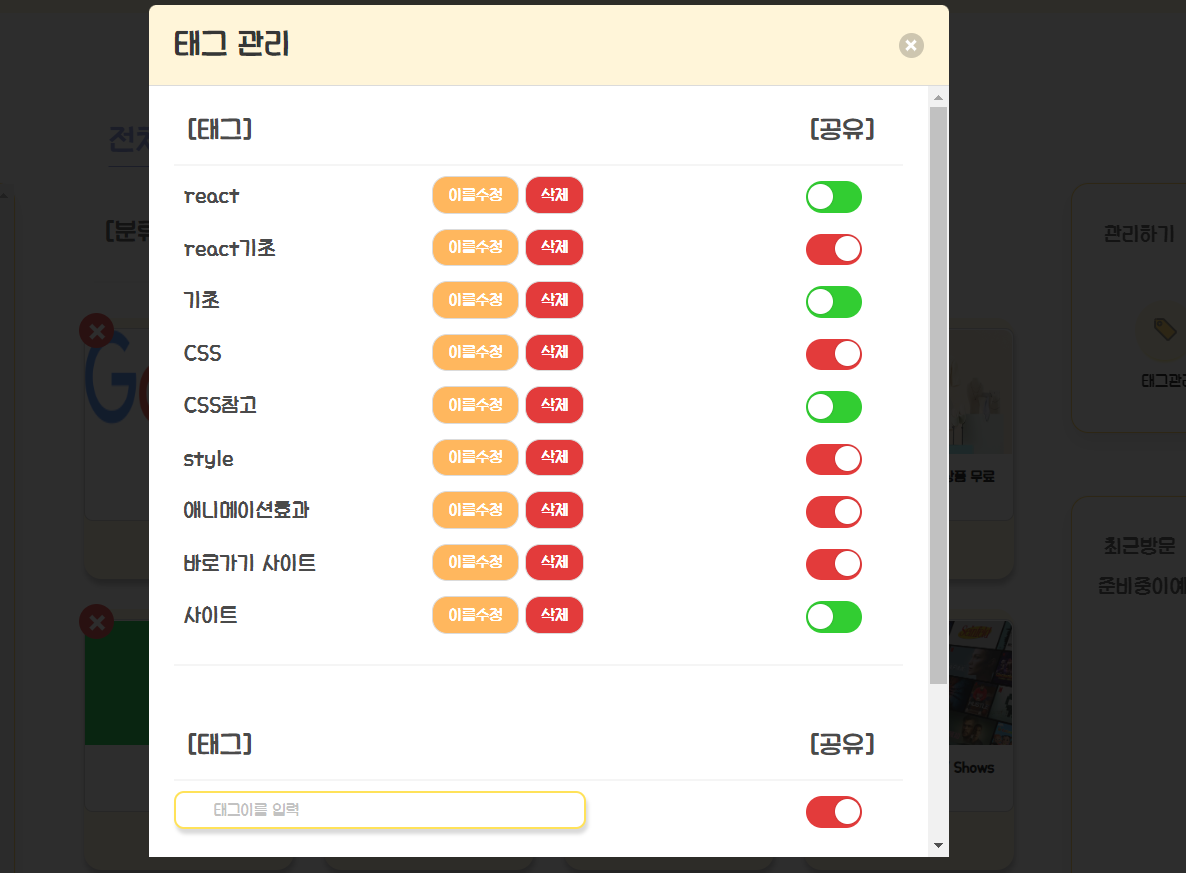 태그 관리
[태그] [공유]
react 이름수정 삭제
react기초 이름수정 삭제
기초 이름수정 삭제
CSS 이름수정 삭제
CSS참고 이름수정 삭제
style 이름수정 삭제
애니메이션효과 이름수정 삭제
바로가기 사이트 이름수정 삭제
사이트 이름수정 삭제
[태그] [공유]
태그이름 입력
[분류
관리하기
태그관리
무료
최근방문
준비중이예
Shows